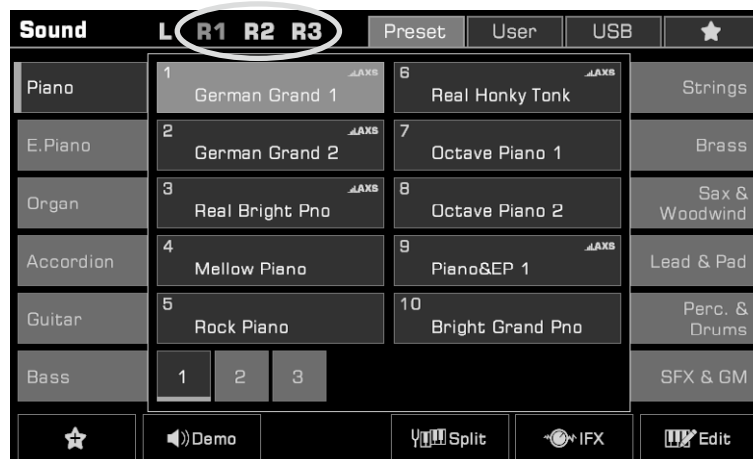 Sound L R1 R2 R3 Preset User USB
Piano
E.Piano
Organ
Accordion
Guitar
Bass
1 AXS
German Grand 1
2 AXS
German Grand 2
3 AXS
Real Bright Pno
4
Mellow Piano
5
Rock Piano
6 AXS
Real Honky Tonk
7
Octave Piano 1
8
Octave Piano 2
9 AXS
Piano&EP 1
10
Bright Grand Pno
1 2 3
Strings
Brass
Sax &
Woodwind
Lead & Pad
Perc. &
Drums
SFX & GM
Demo Split IFX Edit